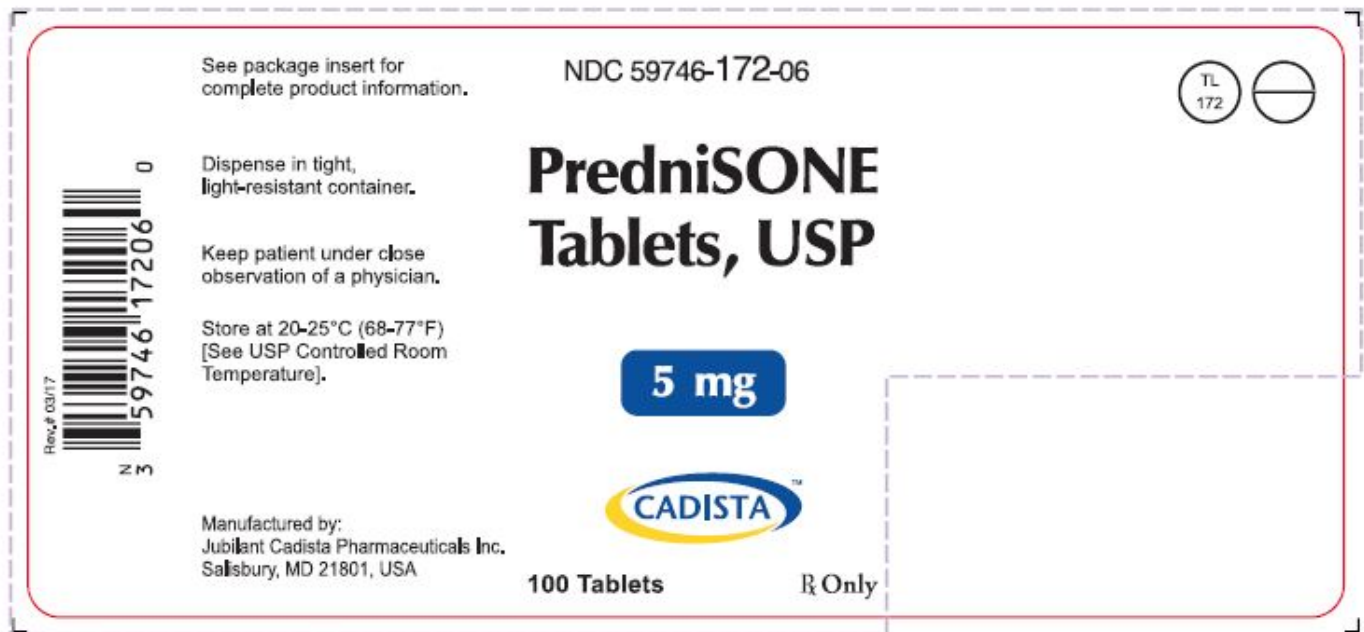 See package insert for
complete product information.
Dispense in tight,
light-resistant container.
Keep patient under close
observation of a physician.
Store at 20-25°C (68-77°F)
[See USP Controlled Room
Temperature].
Manufactured by:
Jubilant Cadista Pharmaceuticals Inc.
Salisbury, MD 21801, USA
Rev.# 03/17
N
3 59746 17206 0
NDC 59746-172-06
PredniSONE
Tablets, USP
5 mg
CADISTA™
100 Tablets
℞ Only
TL
172